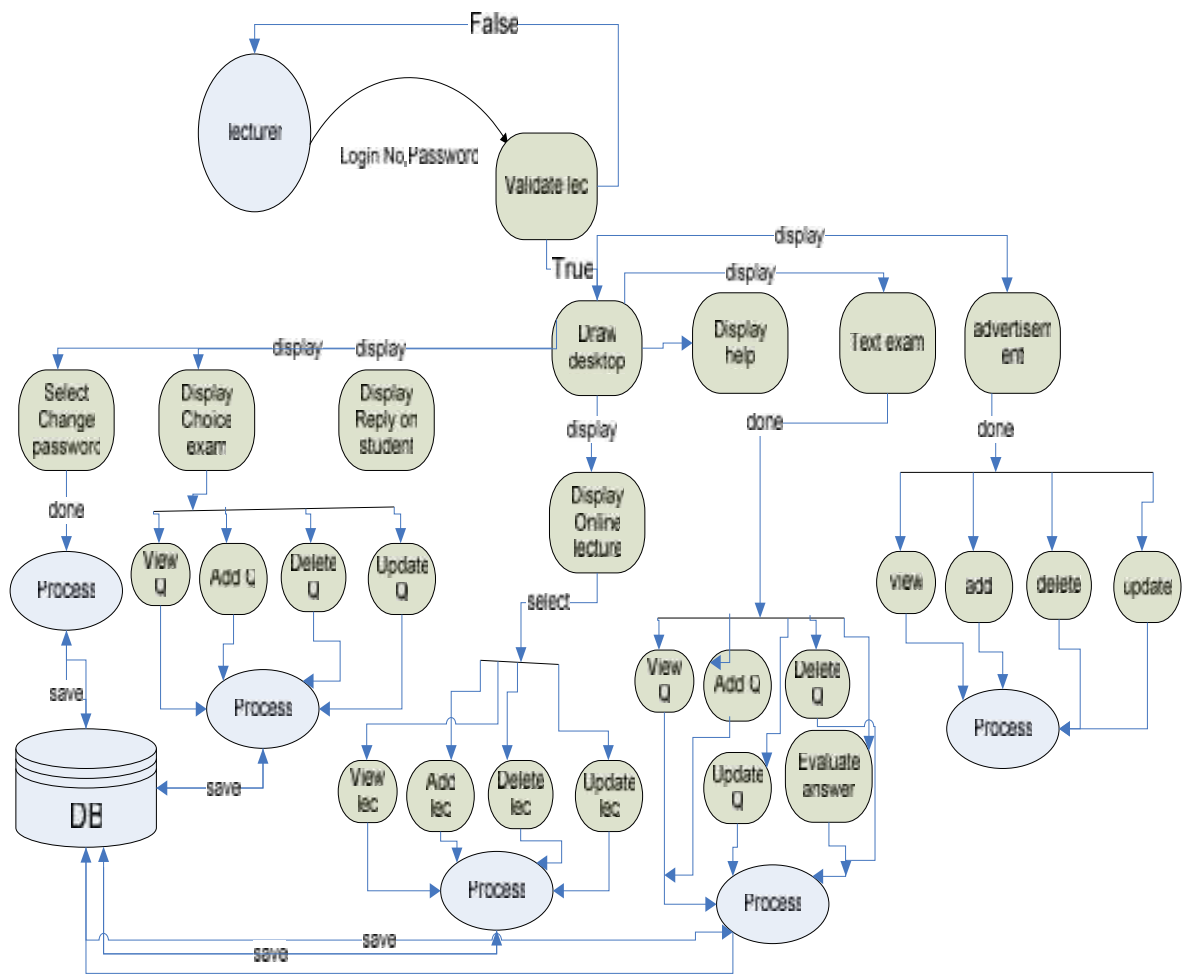 False
lecturer
Login No,Password
Validate lec
display
True
display
Draw
desktop
Display
help
Text exam
advertisem
ent
display
display
Select
Change
password
Display
Choice
exam
Display
Reply on
student
display
done
done
done
Display
Online
lecture
Process
View
Q
Add Q
Delete
Q
Update
Q
view
add
delete
update
select
save
Process
View
Q
Add Q
Delete
Q
Process
DB
save
View
lec
Add
lec
Delete
lec
Update
lec
Update
Q
Evaluate
answer
Process
Process
save
save